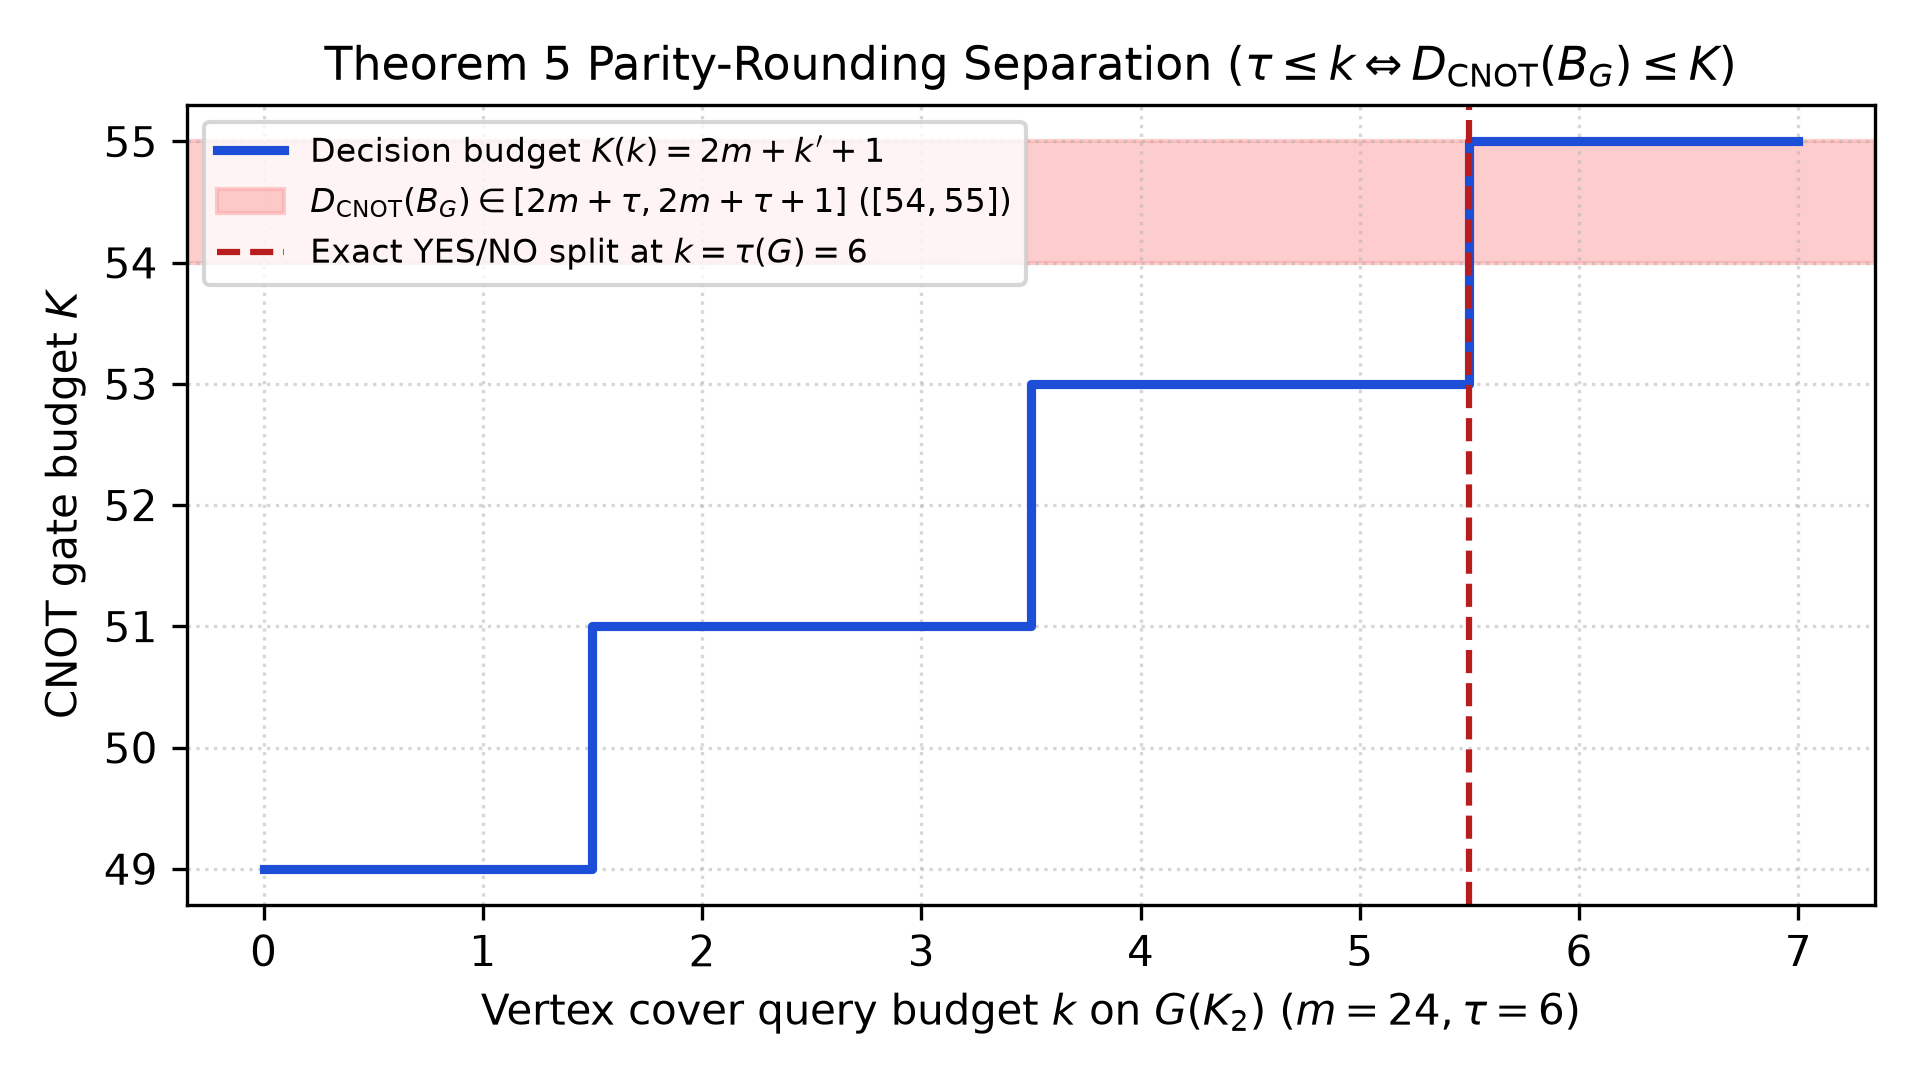 Theorem 5 Parity-Rounding Separation (τ ≤ k ⇔ D_CNOT(B_G) ≤ K)
Decision budget K(k) = 2m + k′ + 1
D_CNOT(B_G) ∈ [2m + τ, 2m + τ + 1] ([54, 55])
Exact YES/NO split at k = τ(G) = 6
CNOT gate budget K
55
54
53
52
51
50
49
0 1 2 3 4 5 6 7
Vertex cover query budget k on G(K₂) (m = 24, τ = 6)